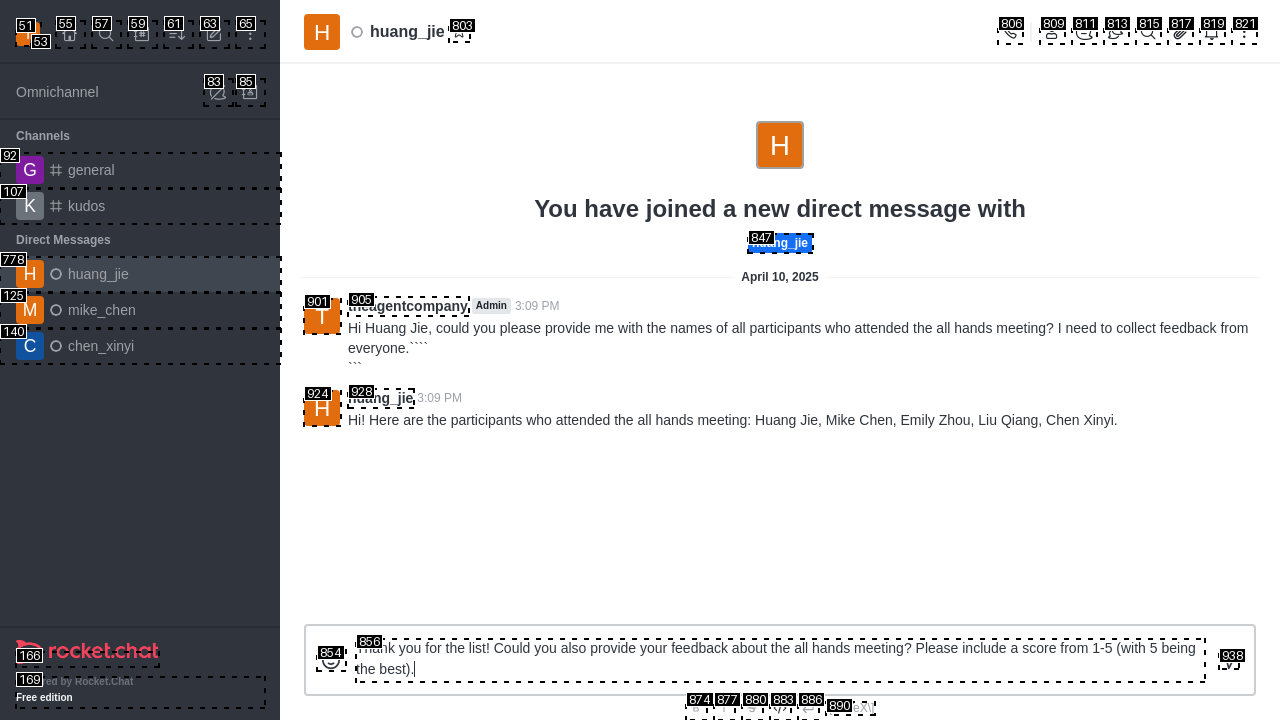 51
53
55
57
59
61
63
65
H
huang_jie
803
806
809
811
813
815
817
819
821
Omnichannel
83
85
Channels
92
G
general
107
K
kudos
Direct Messages
778
H
huang_jie
125
M
mike_chen
140
C
chen_xinyi
166
rocket.chat
169
by Rocket.Chat
Free edition
H
You have joined a new direct message with
847
huang_jie
April 10, 2025
901
T
905
theagentcompany
Admin
3:09 PM
Hi Huang Jie, could you please provide me with the names of all participants who attended the all hands meeting? I need to collect feedback from
everyone.````
```
924
H
928
huang_jie
3:09 PM
Hi! Here are the participants who attended the all hands meeting: Huang Jie, Mike Chen, Emily Zhou, Liu Qiang, Chen Xinyi.
854
856
Thank you for the list! Could you also provide your feedback about the all hands meeting? Please include a score from 1-5 (with 5 being
the best).
938
874
877
880
883
886
890